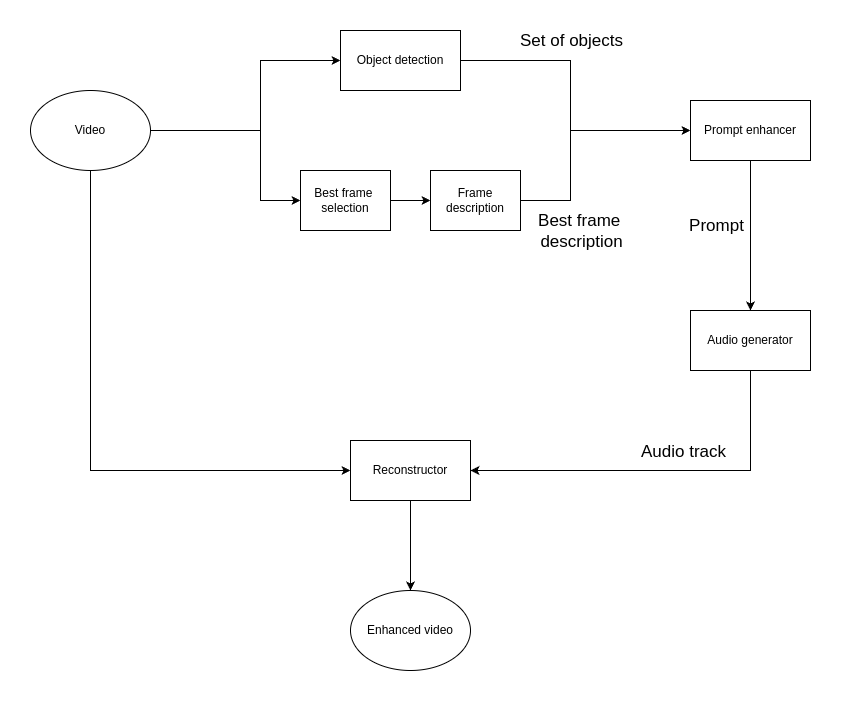 Set of objects
Object detection
Video
Prompt enhancer
Best frame
selection
Frame
description
Best frame
description
Prompt
Audio generator
Audio track
Reconstructor
Enhanced video